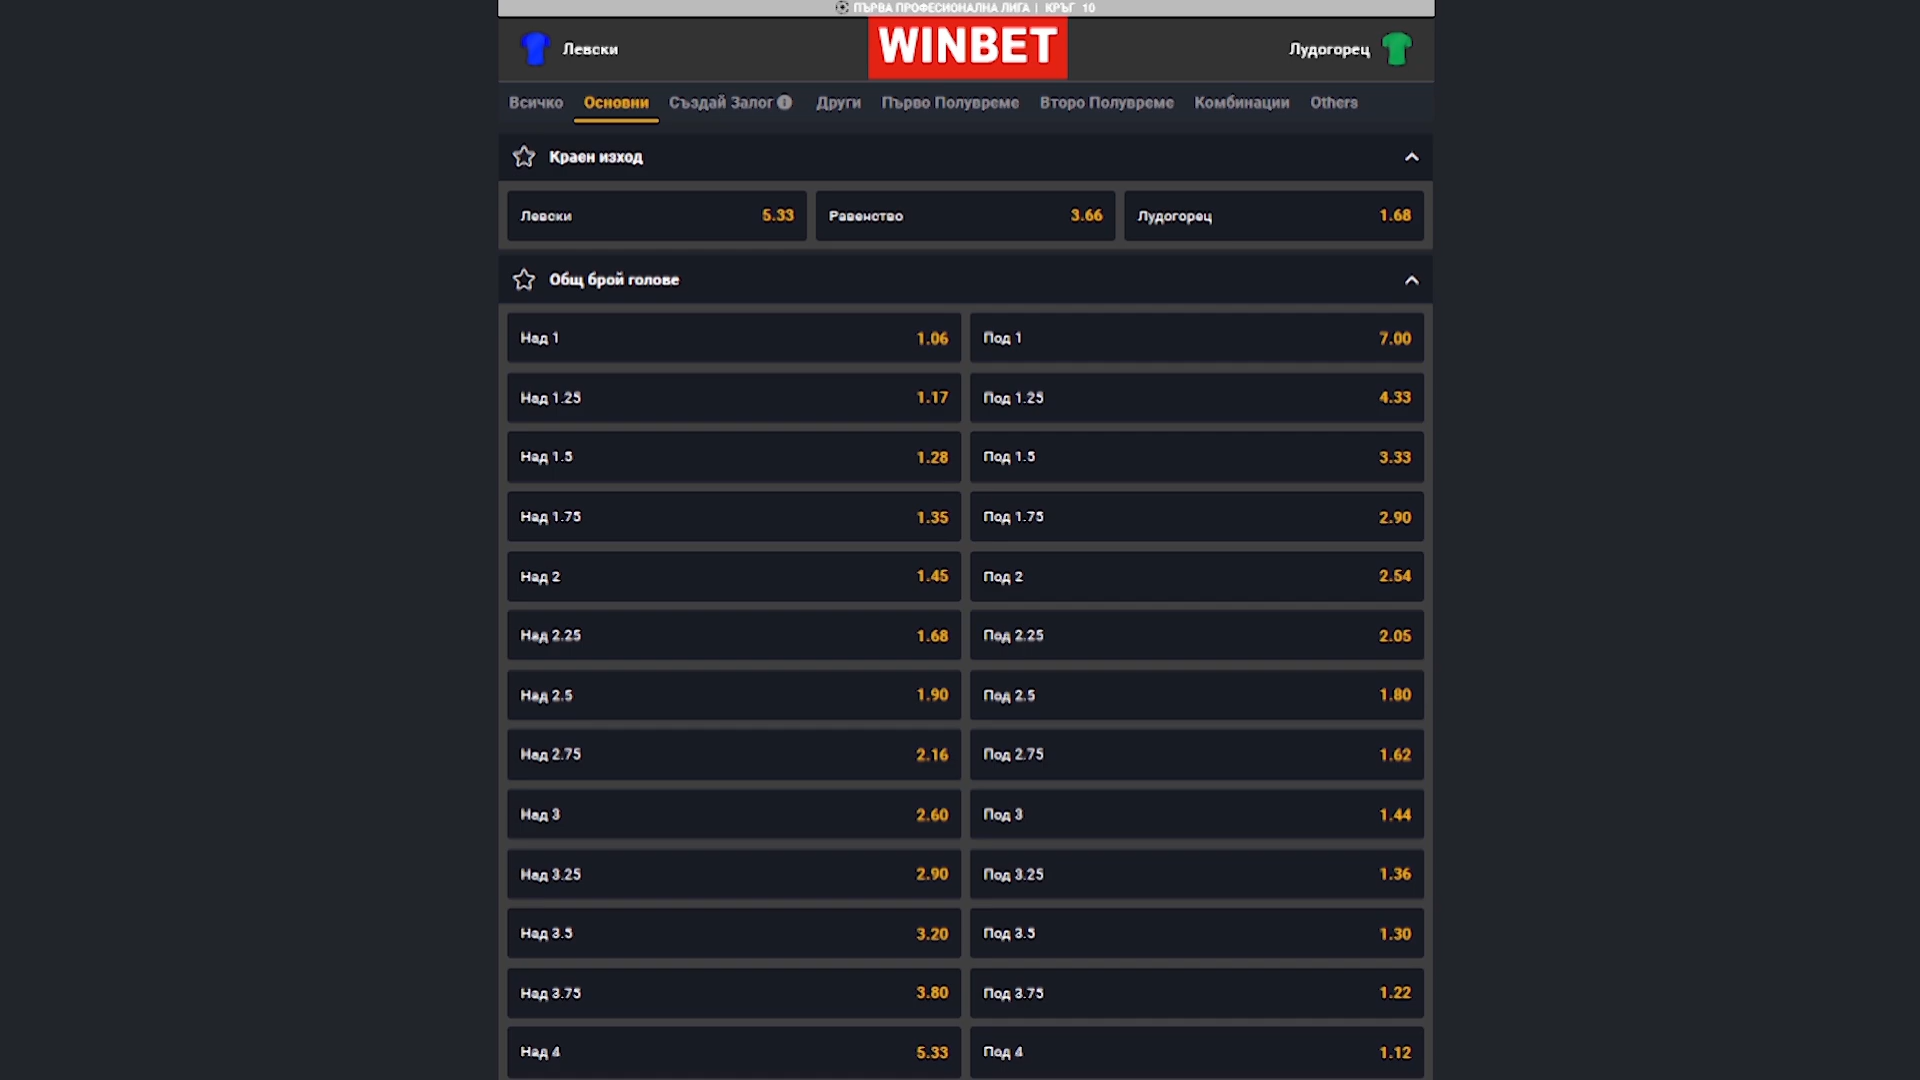 ПЪРВА ПРОФЕСИОНАЛНА ЛИГА | КРЪГ 10
Левски WINBET Лудогорец
Всичко Основни Създай Залог Други Първо Полувреме Второ Полувреме Комбинации Others
Краен изход
Левски 5.33 Равенство 3.66 Лудогорец 1.68
Общ брой голове
Над 1 1.06 Под 1 7.00
Над 1.25 1.17 Под 1.25 4.33
Над 1.5 1.28 Под 1.5 3.33
Над 1.75 1.35 Под 1.75 2.90
Над 2 1.45 Под 2 2.54
Над 2.25 1.68 Под 2.25 2.05
Над 2.5 1.90 Под 2.5 1.80
Над 2.75 2.16 Под 2.75 1.62
Над 3 2.60 Под 3 1.44
Над 3.25 2.90 Под 3.25 1.36
Над 3.5 3.20 Под 3.5 1.30
Над 3.75 3.80 Под 3.75 1.22
Над 4 5.33 Под 4 1.12